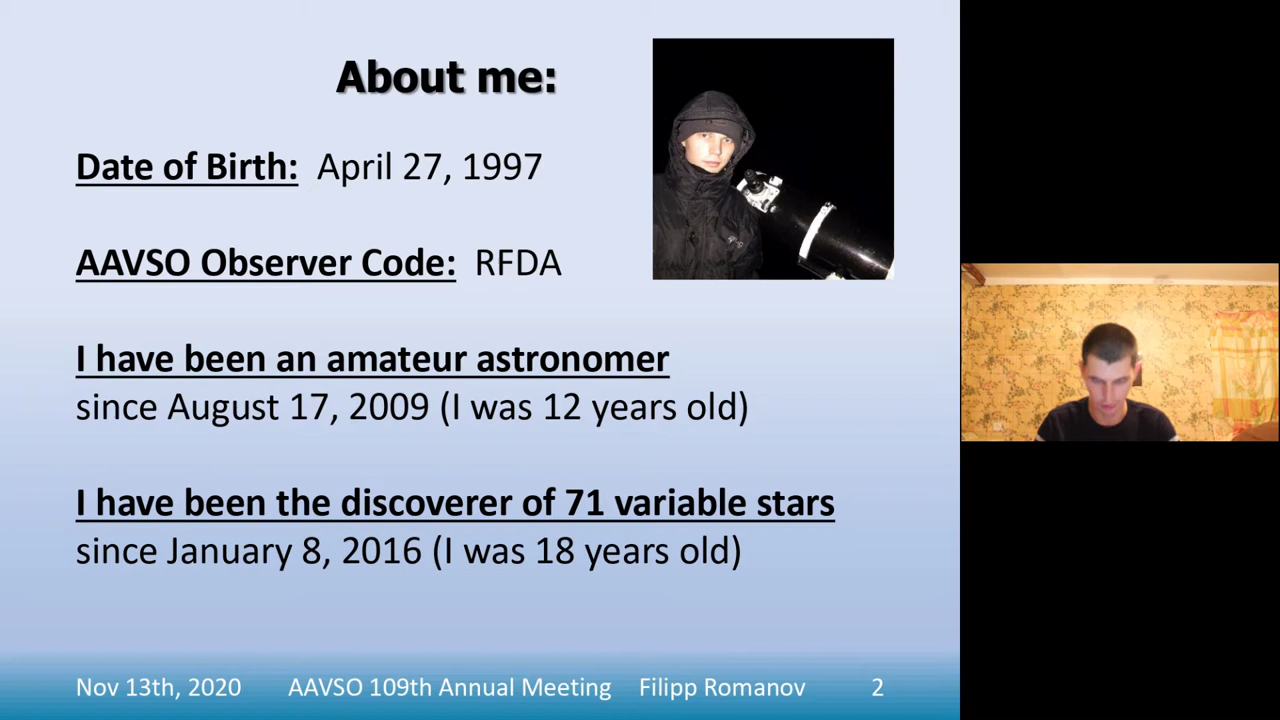 About me:
Date of Birth: April 27, 1997
AAVSO Observer Code: RFDA
I have been an amateur astronomer
since August 17, 2009 (I was 12 years old)
I have been the discoverer of 71 variable stars
since January 8, 2016 (I was 18 years old)
Nov 13th, 2020 AAVSO 109th Annual Meeting Filipp Romanov 2